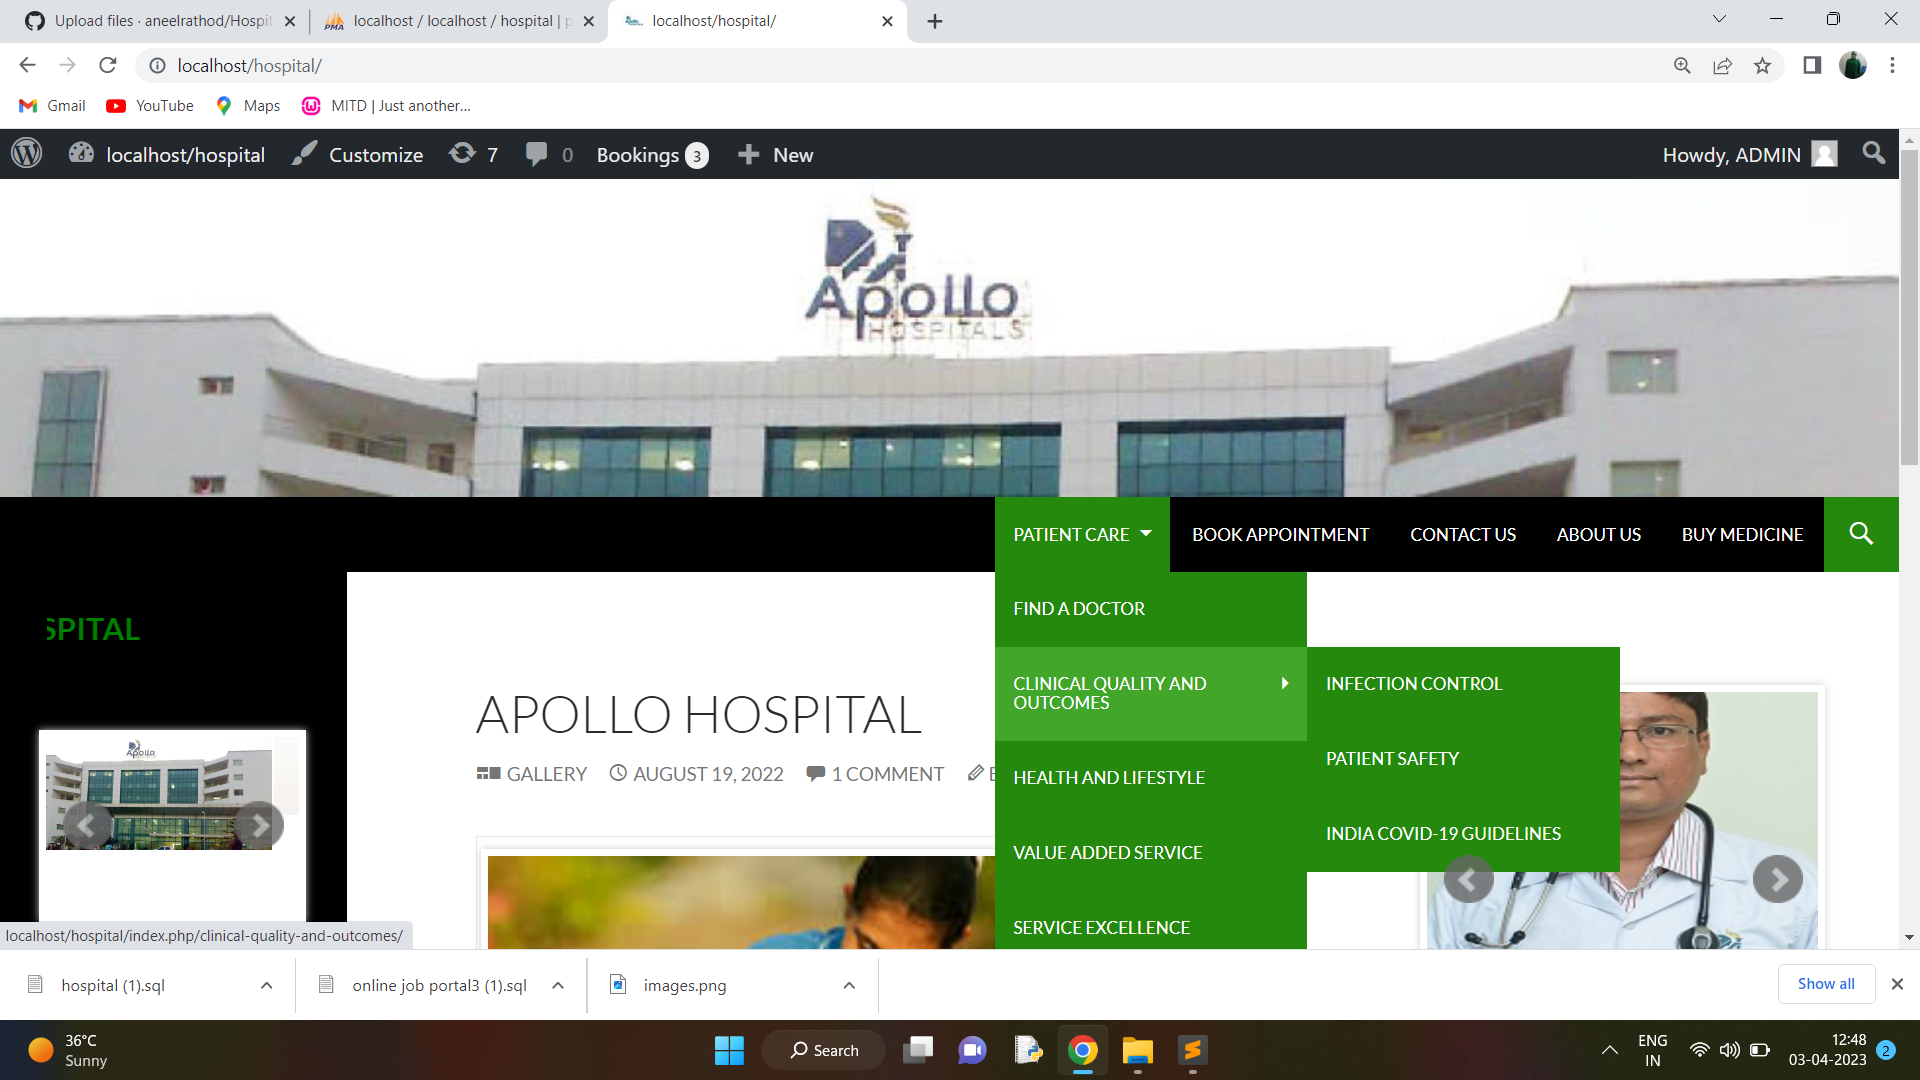 Upload files · aneelrathod/Hospit
localhost / localhost / hospital | p
localhost/hospital/
localhost/hospital/
Gmail
YouTube
Maps
MITD | Just another...
localhost/hospital
Customize
7
0
Bookings 3
New
Howdy, ADMIN
Apollo
HOSPITALS
PATIENT CARE
BOOK APPOINTMENT
CONTACT US
ABOUT US
BUY MEDICINE
FIND A DOCTOR
SPITAL
CLINICAL QUALITY AND
OUTCOMES
INFECTION CONTROL
APOLLO HOSPITAL
PATIENT SAFETY
GALLERY
AUGUST 19, 2022
1 COMMENT
E
HEALTH AND LIFESTYLE
Apollo
INDIA COVID-19 GUIDELINES
VALUE ADDED SERVICE
SERVICE EXCELLENCE
localhost/hospital/index.php/clinical-quality-and-outcomes/
hospital (1).sql
online job portal3 (1).sql
images.png
Show all
36°C
Sunny
Search
ENG
IN
12:48
03-04-2023
2